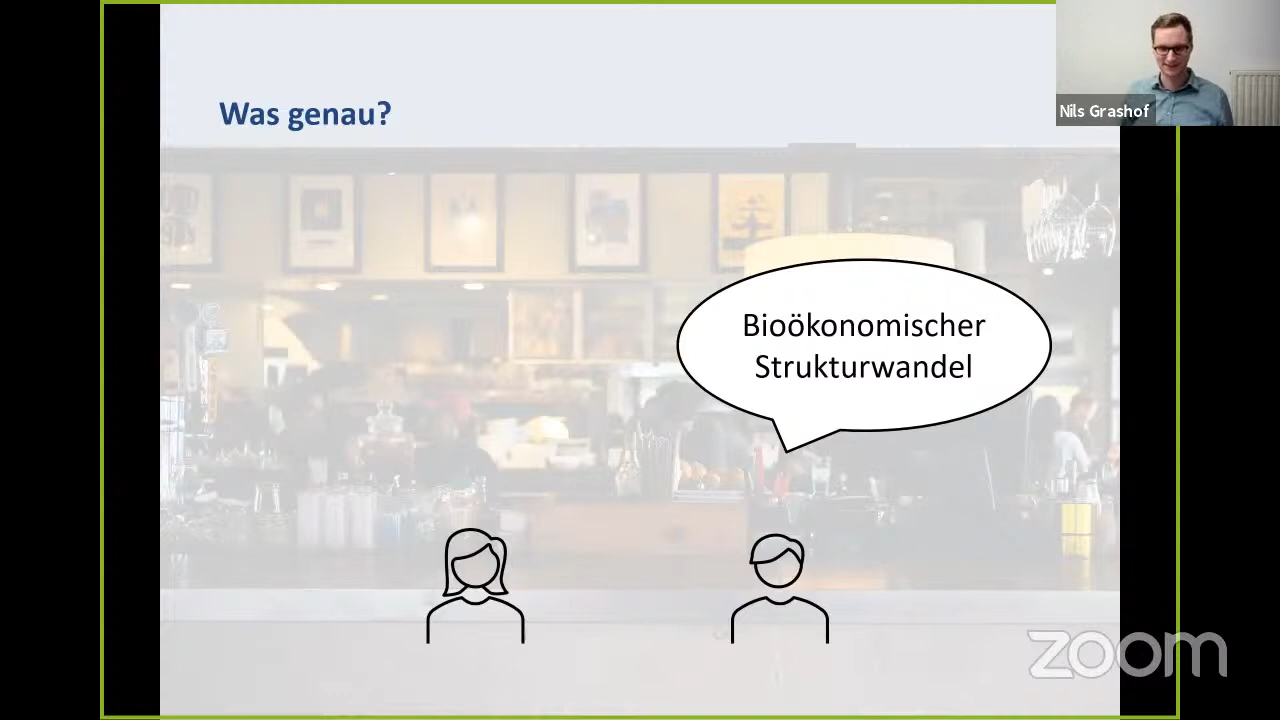 Was genau?
Nils Grashof
Bioökonomischer
Strukturwandel
zoom